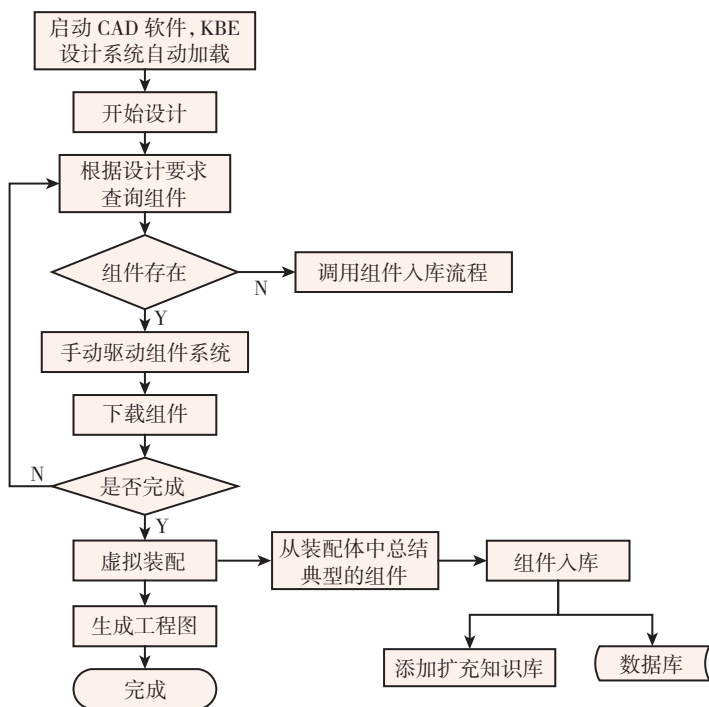 启动 CAD 软件，KBE
设计系统自动加载
开始设计
根据设计要求
查询组件
组件存在
N
调用组件入库流程
Y
手动驱动组件系统
下载组件
N
是否完成
Y
虚拟装配
从装配体中总结
典型的组件
组件入库
生成工程图
添加扩充知识库
数据库
完成